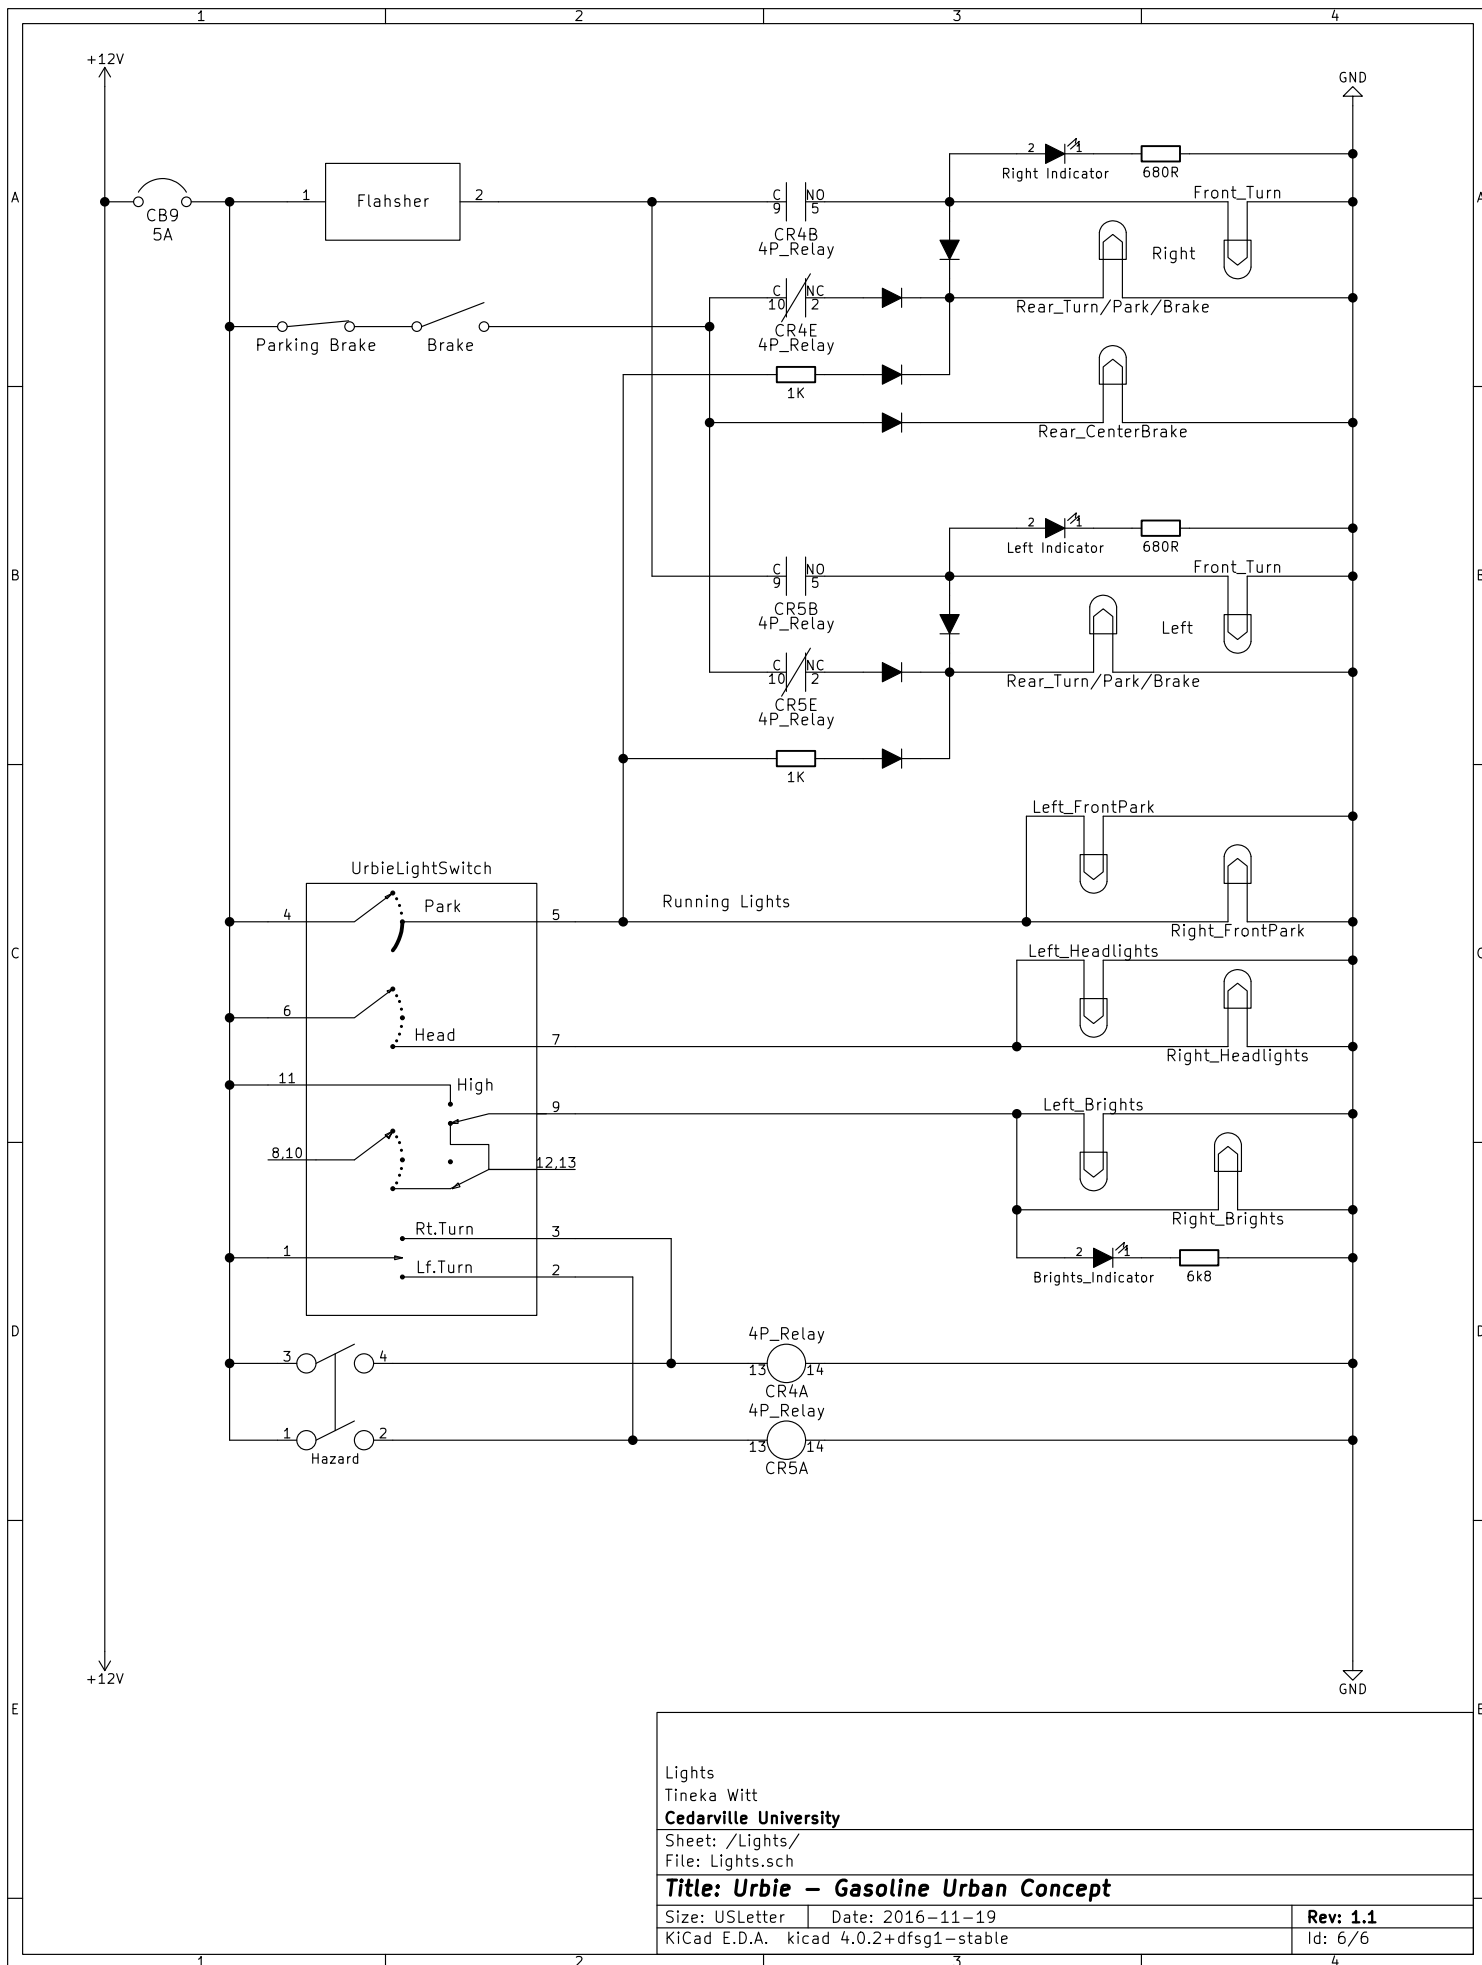 1 2 3 4
+12V
GND
A A
2 1
Right Indicator 680R
1 Flahsher 2
C NO
9 5
CR4B
4P_Relay
Front_Turn
CB9
5A
Right
C NC
10 2
CR4E
4P_Relay
Rear_Turn/Park/Brake
Parking Brake Brake
1K
Rear_CenterBrake
2 1
Left Indicator 680R
B B
C NO
9 5
CR5B
4P_Relay
Front_Turn
Left
C NC
10 2
CR5E
4P_Relay
Rear_Turn/Park/Brake
1K
Left_FrontPark
UrbieLightSwitch
4 Park 5
Running Lights
Right_FrontPark
C C
Left_Headlights
6
Head 7
Right_Headlights
11 High
9
Left_Brights
8,10 12,13
Right_Brights
Rt.Turn 3
1
Lf.Turn 2
2 1
Brights_Indicator 6k8
D D
4P_Relay
3 4 13 14
CR4A
4P_Relay
1 2 13 14
Hazard
CR5A
+12V
GND
E E
Lights
Tineka Witt
Cedarville University
Sheet: /Lights/
File: Lights.sch
Title: Urbie – Gasoline Urban Concept
Size: USLetter Date: 2016-11-19 Rev: 1.1
KiCad E.D.A. kicad 4.0.2+dfsg1-stable Id: 6/6
1 2 3 4